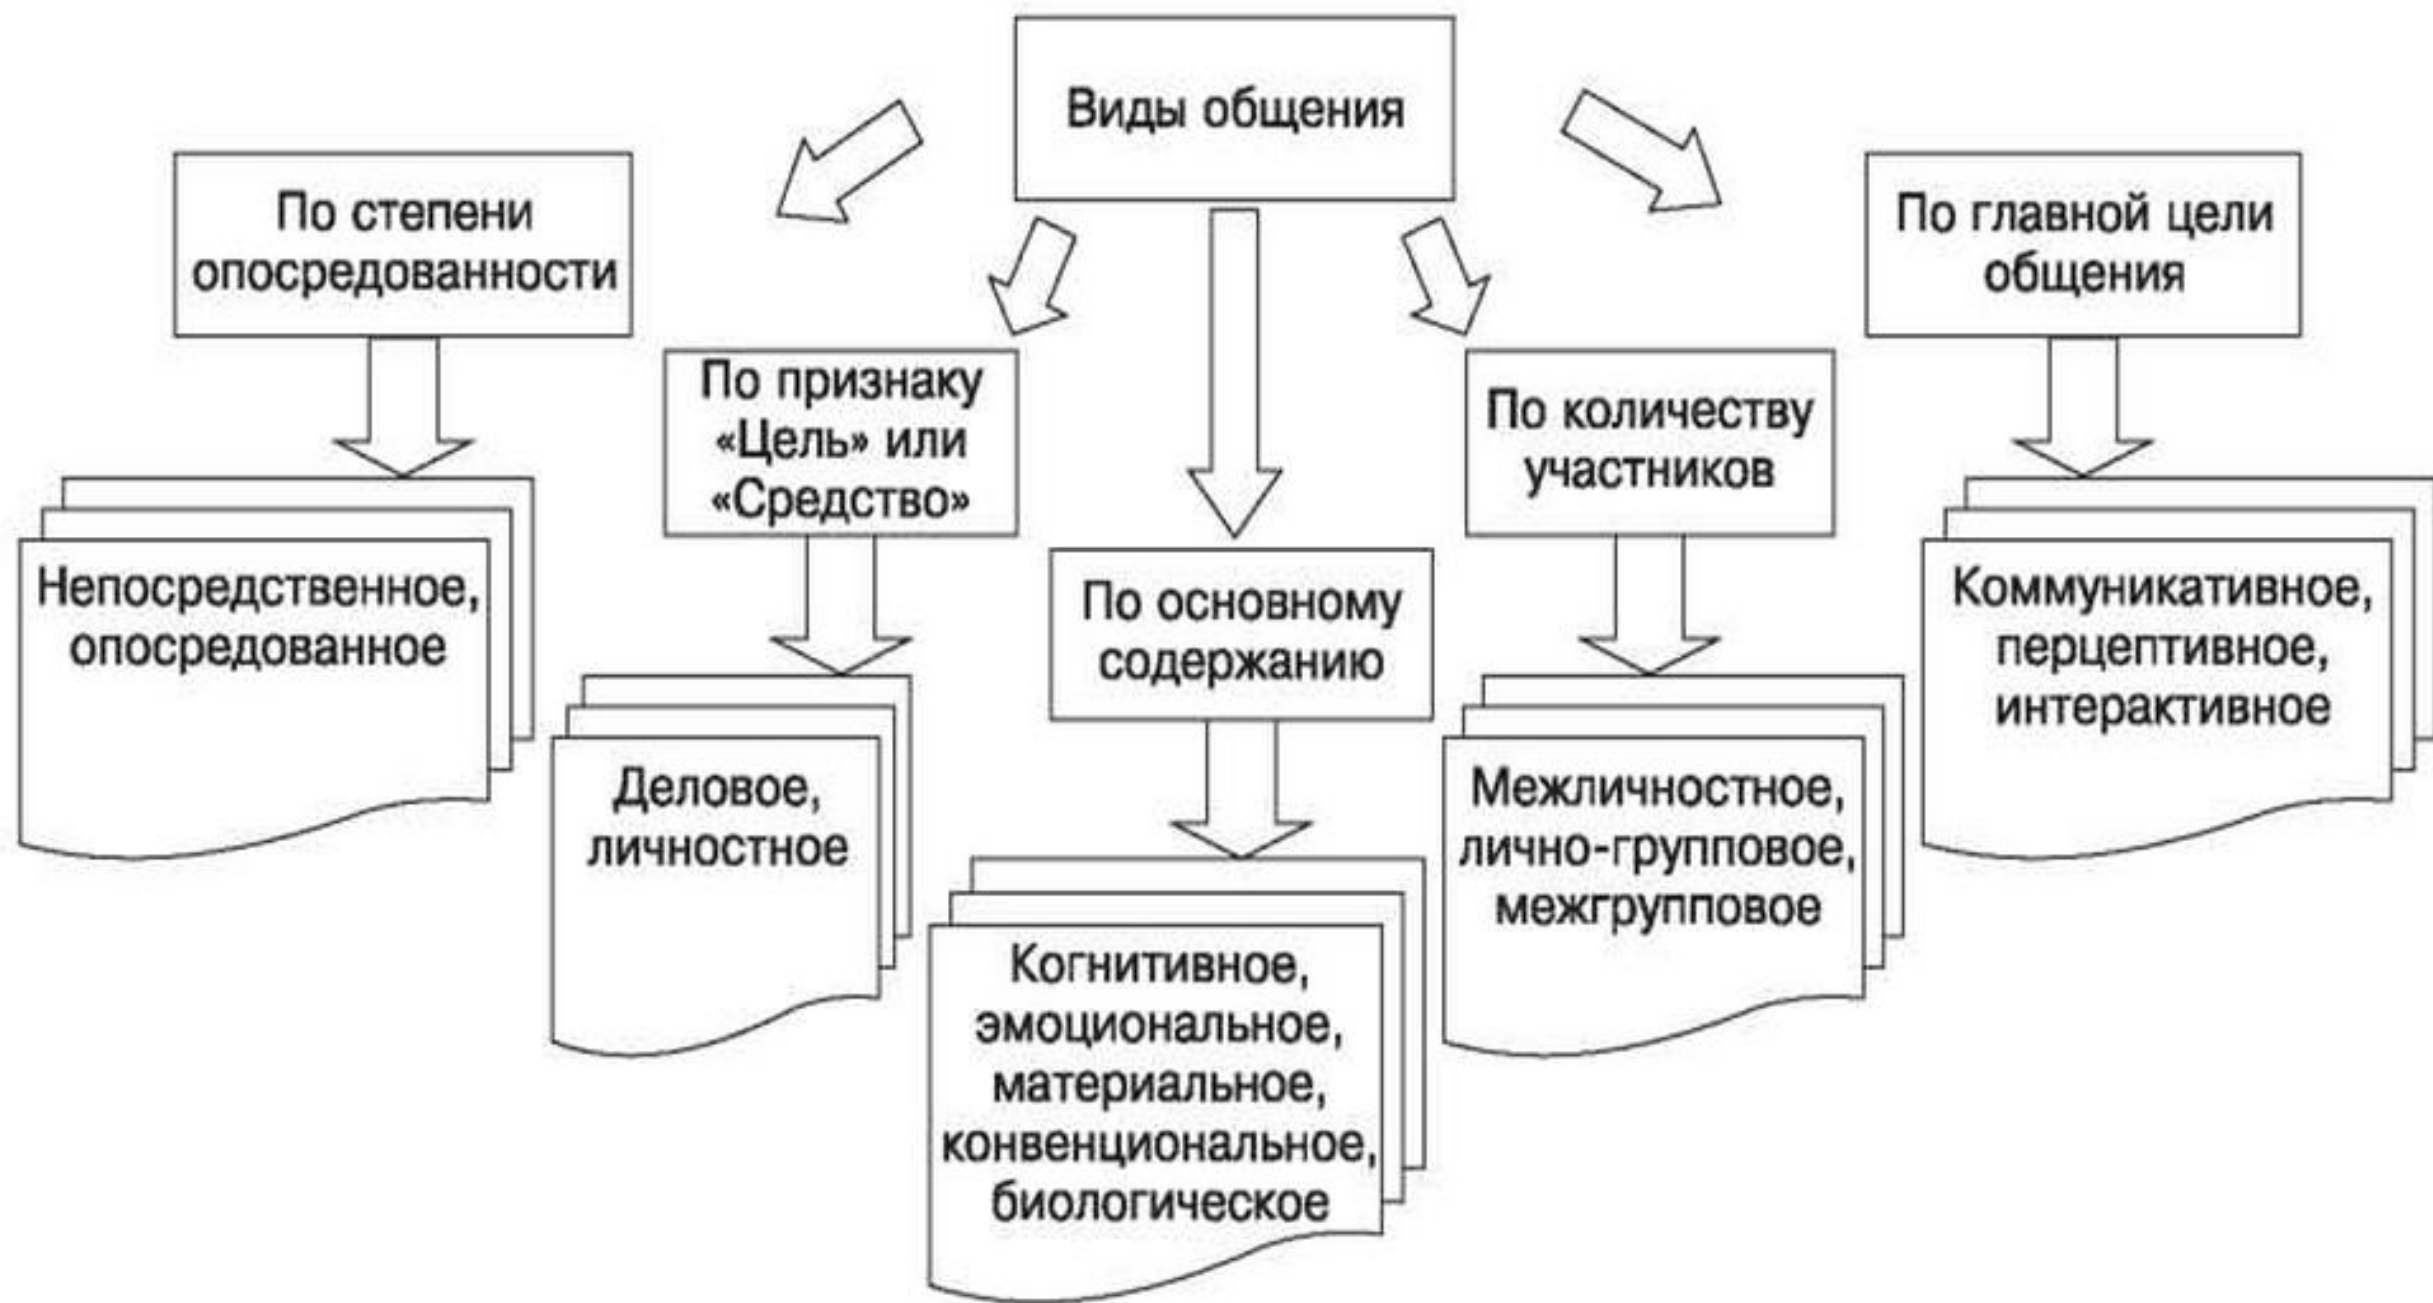 Виды общения
По степени
опосредованности
Непосредственное,
опосредованное
По признаку
«Цель» или
«Средство»
Деловое,
личностное
По основному
содержанию
Когнитивное,
эмоциональное,
материальное,
конвенциональное,
биологическое
По количеству
участников
Межличностное,
лично-групповое,
межгрупповое
По главной цели
общения
Коммуникативное,
перцептивное,
интерактивное